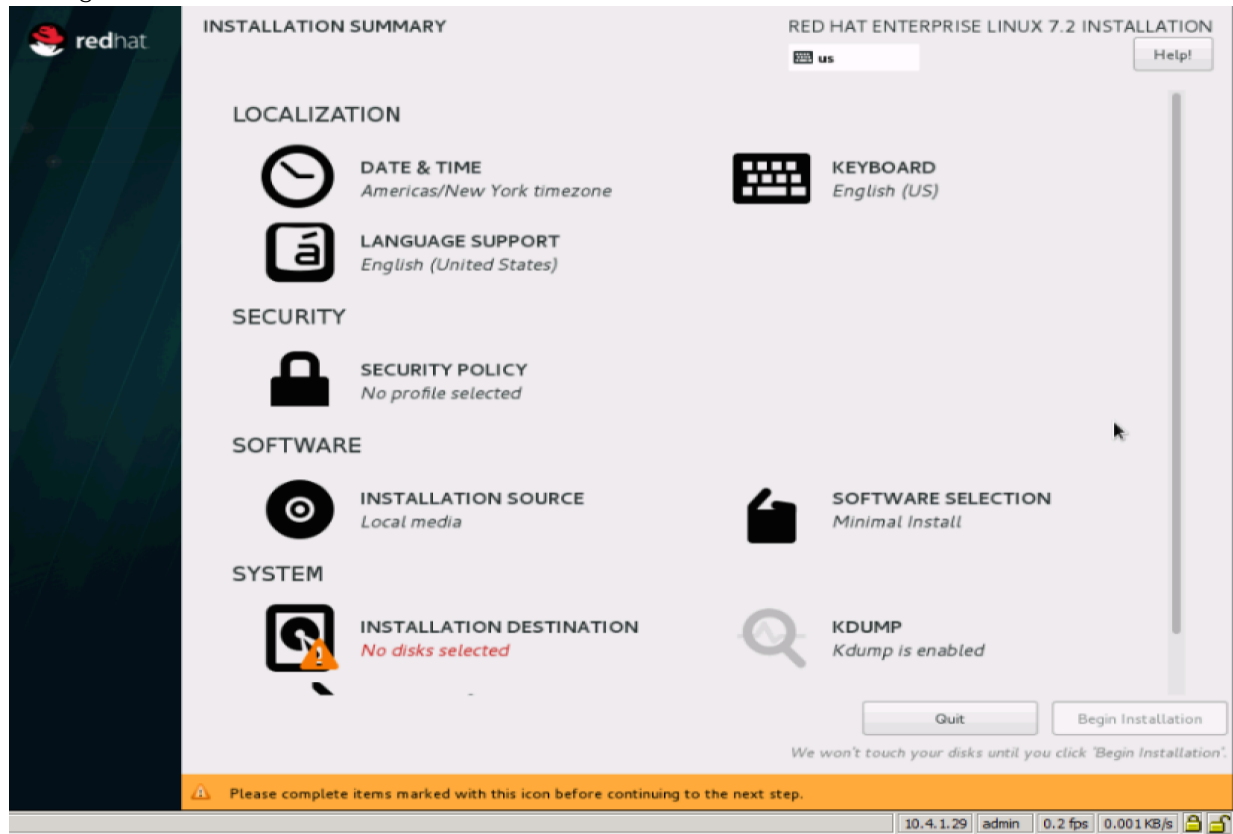 redhat
INSTALLATION SUMMARY
RED HAT ENTERPRISE LINUX 7.2 INSTALLATION
us
Help!
LOCALIZATION
DATE & TIME
Americas/New York timezone
KEYBOARD
English (US)
á
LANGUAGE SUPPORT
English (United States)
SECURITY
SECURITY POLICY
No profile selected
SOFTWARE
INSTALLATION SOURCE
Local media
SOFTWARE SELECTION
Minimal Install
SYSTEM
INSTALLATION DESTINATION
No disks selected
KDUMP
Kdump is enabled
Quit
Begin Installation
We won't touch your disks until you click 'Begin Installation'.
Please complete items marked with this icon before continuing to the next step.
10.4.1.29 admin 0.2 fps 0.001 KB/s